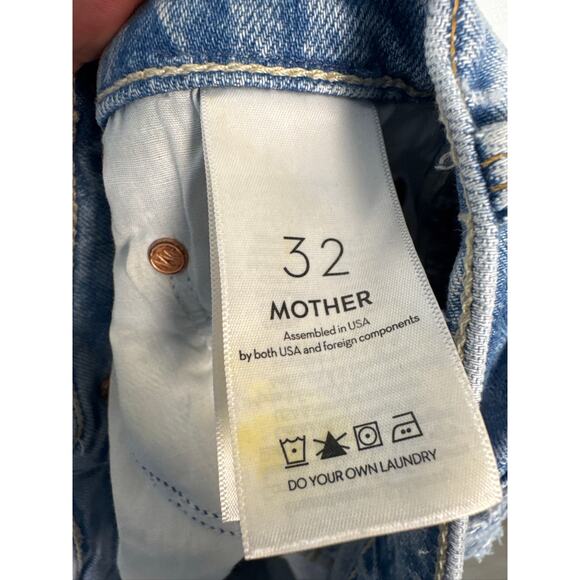 32
MOTHER
Assembled in USA
by both USA and foreign components
DO YOUR OWN LAUNDRY